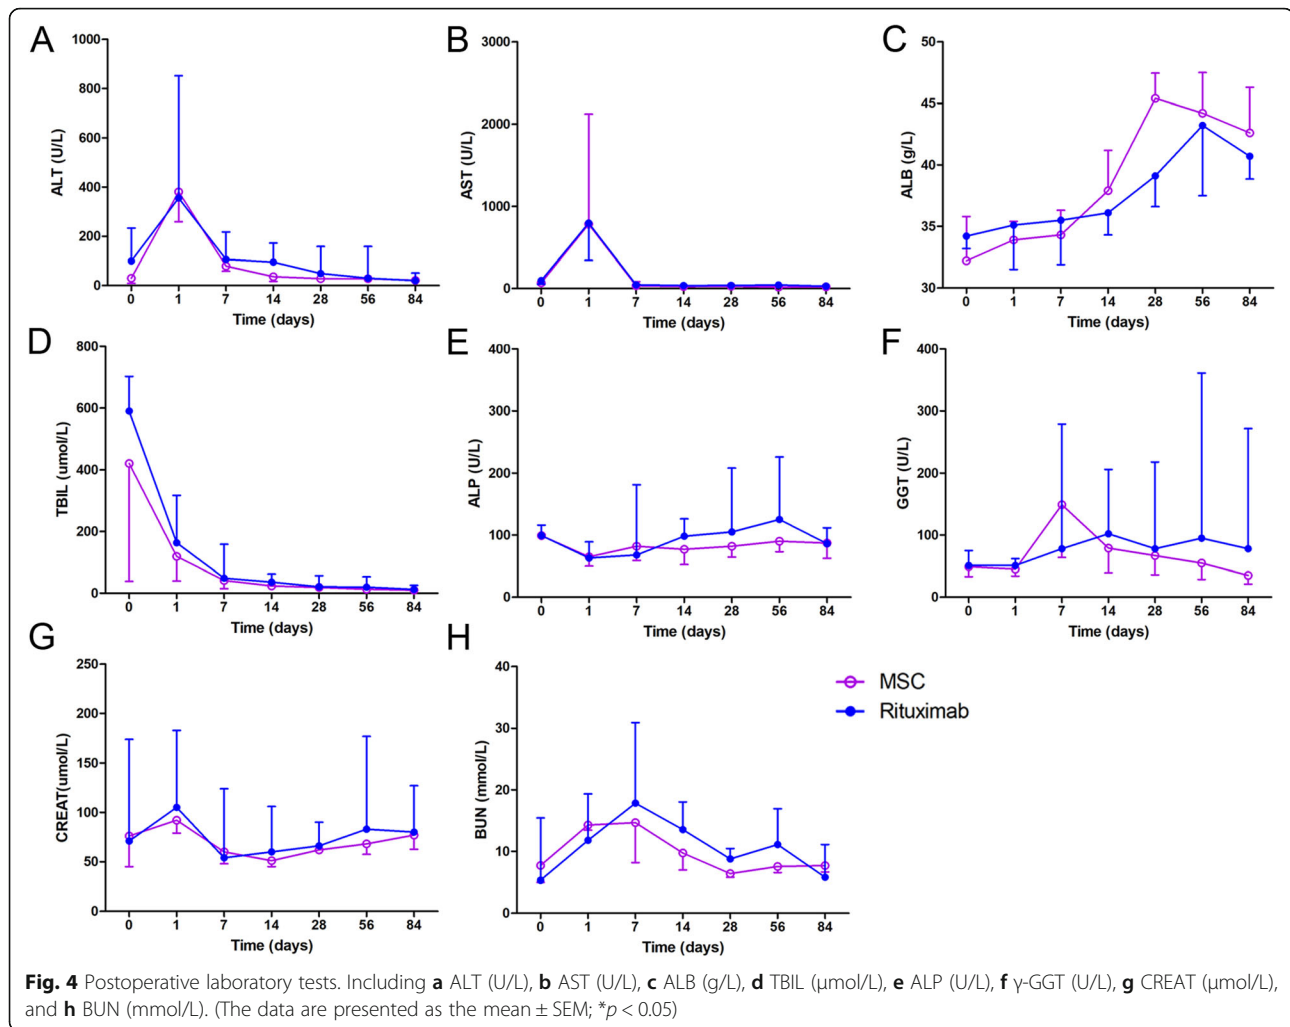 A
ALT (U/L)
1000
800
600
400
200
0
0 1 7 14 28 56 84
Time (days)
B
AST (U/L)
3000
2000
1000
0
0 1 7 14 28 56 84
Time (days)
C
ALB (g/L)
50
45
40
35
30
0 1 7 14 28 56 84
Time (days)
D
TBIL (umol/L)
800
600
400
200
0
0 1 7 14 28 56 84
Time (days)
E
ALP (U/L)
400
300
200
100
0
0 1 7 14 28 56 84
Time (days)
F
GGT (U/L)
400
300
200
100
0
0 1 7 14 28 56 84
Time (days)
G
CREAT(umol/L)
250
200
150
100
50
0
0 1 7 14 28 56 84
Time (days)
H
BUN (mmol/L)
40
30
20
10
0
0 1 7 14 28 56 84
Time (days)
MSC
Rituximab
Fig. 4 Postoperative laboratory tests. Including a ALT (U/L), b AST (U/L), c ALB (g/L), d TBIL (μmol/L), e ALP (U/L), f γ-GGT (U/L), g CREAT (μmol/L),
and h BUN (mmol/L). (The data are presented as the mean ± SEM; *p < 0.05)